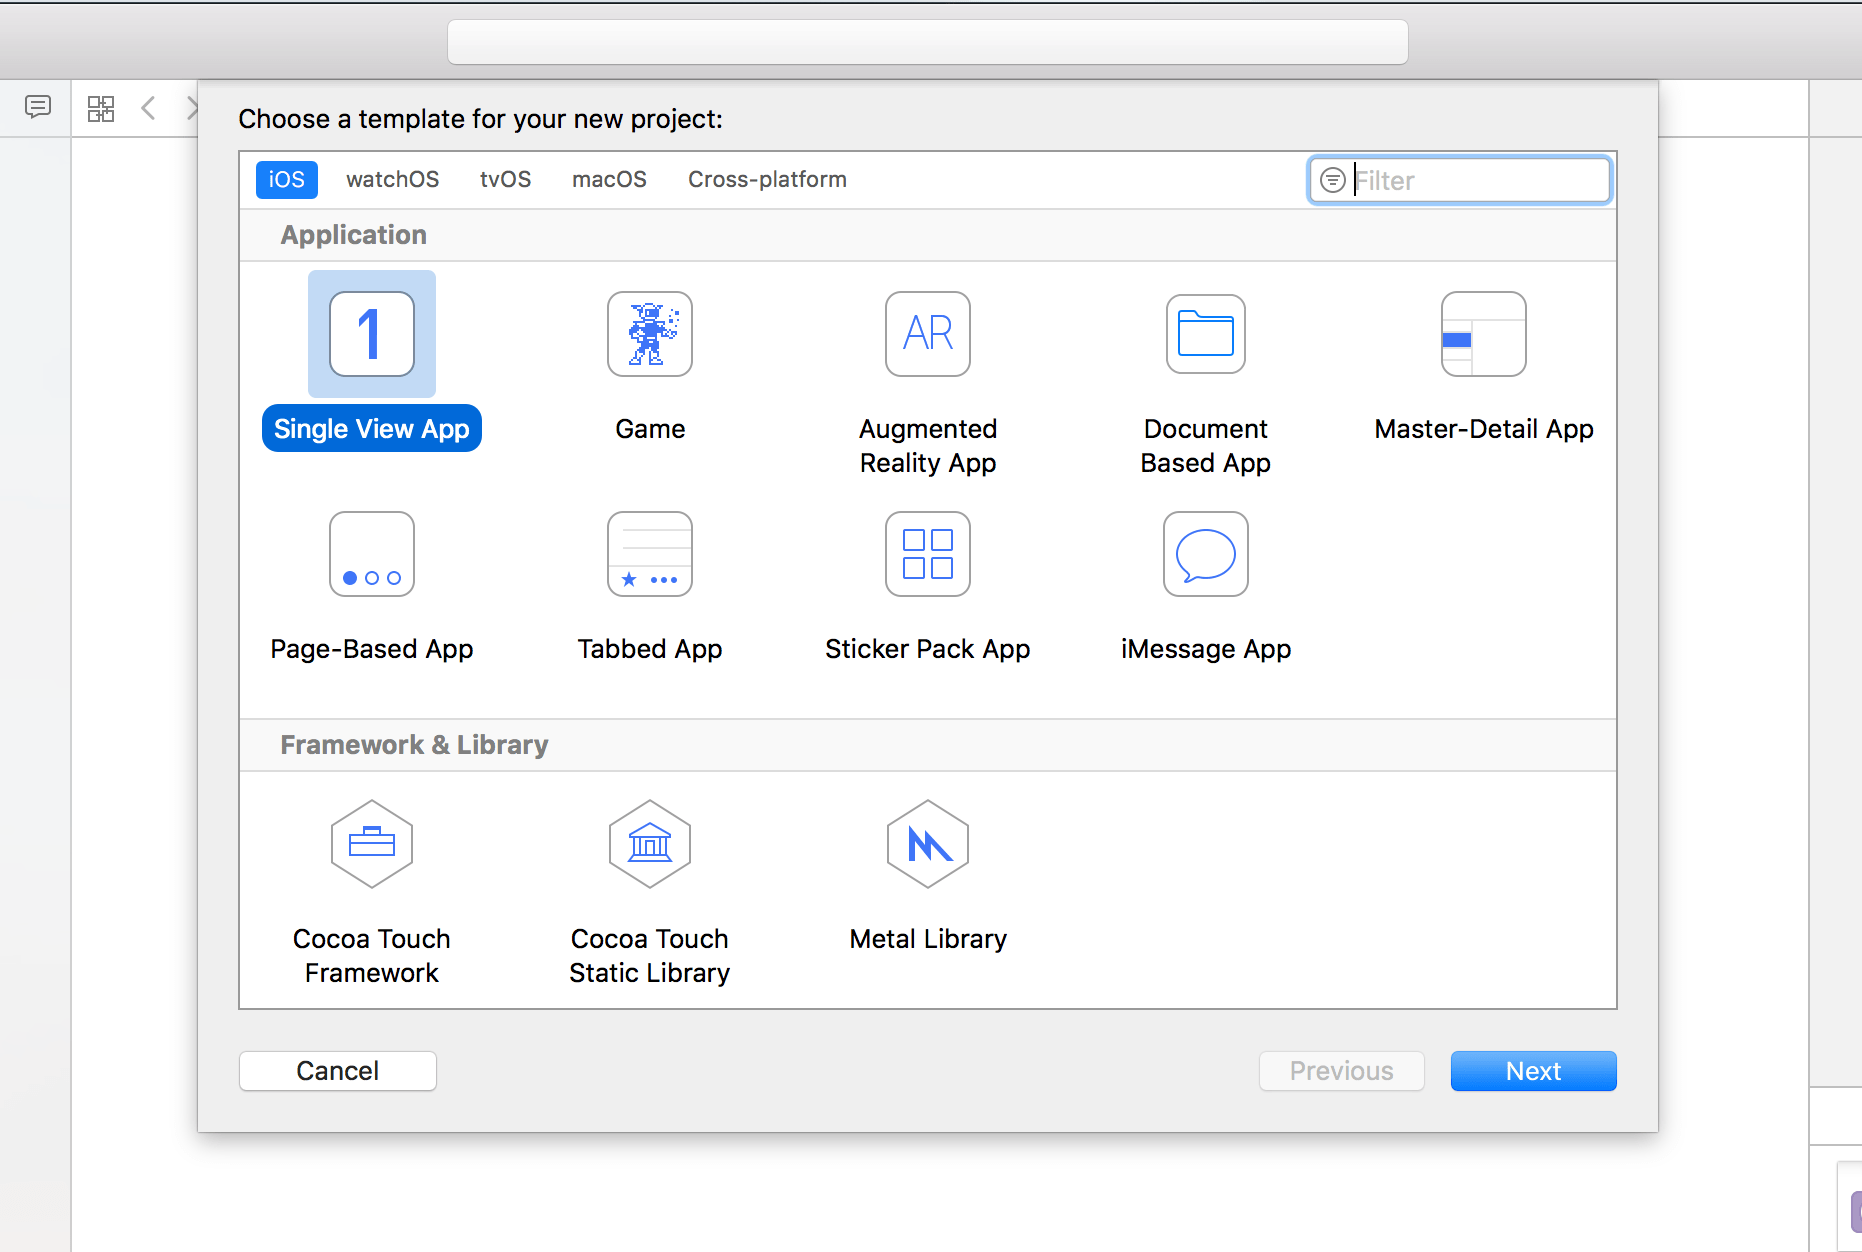 Choose a template for your new project:
iOS watchOS tvOS macOS Cross-platform Filter
Application
1
AR
Single View App Game Augmented Reality App Document Based App Master-Detail App
Page-Based App Tabbed App Sticker Pack App iMessage App
Framework & Library
Cocoa Touch Framework Cocoa Touch Static Library Metal Library
Cancel Previous Next